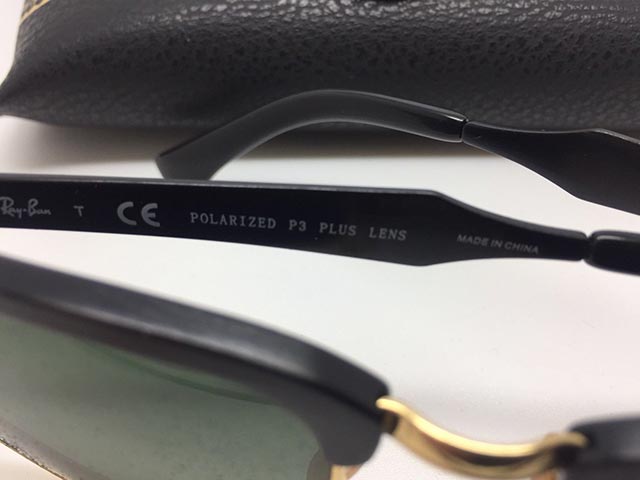 Ray-Ban T CE POLARIZED P3 PLUS LENS MADE IN CHINA